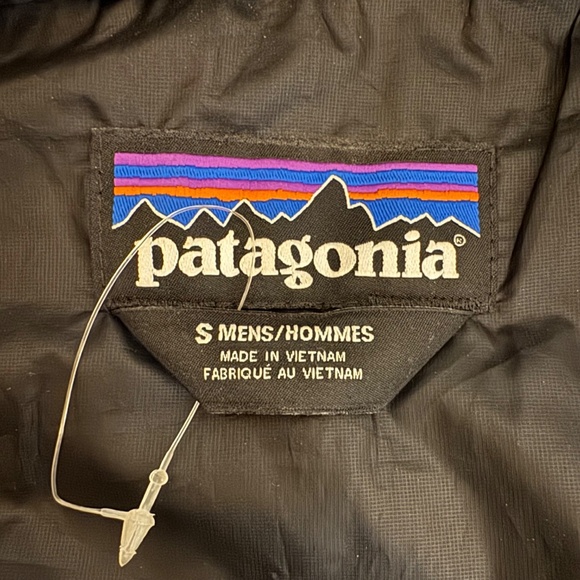 patagonia®
S MENS/HOMMES
MADE IN VIETNAM
FABRIQUÉ AU VIETNAM